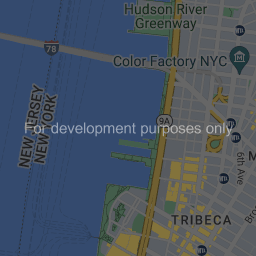 Hudson River
Greenway
78
Color Factory NYC
NEW JERSEY
NEW YORK
For development purposes only
9A
6th Ave
TRIBECA